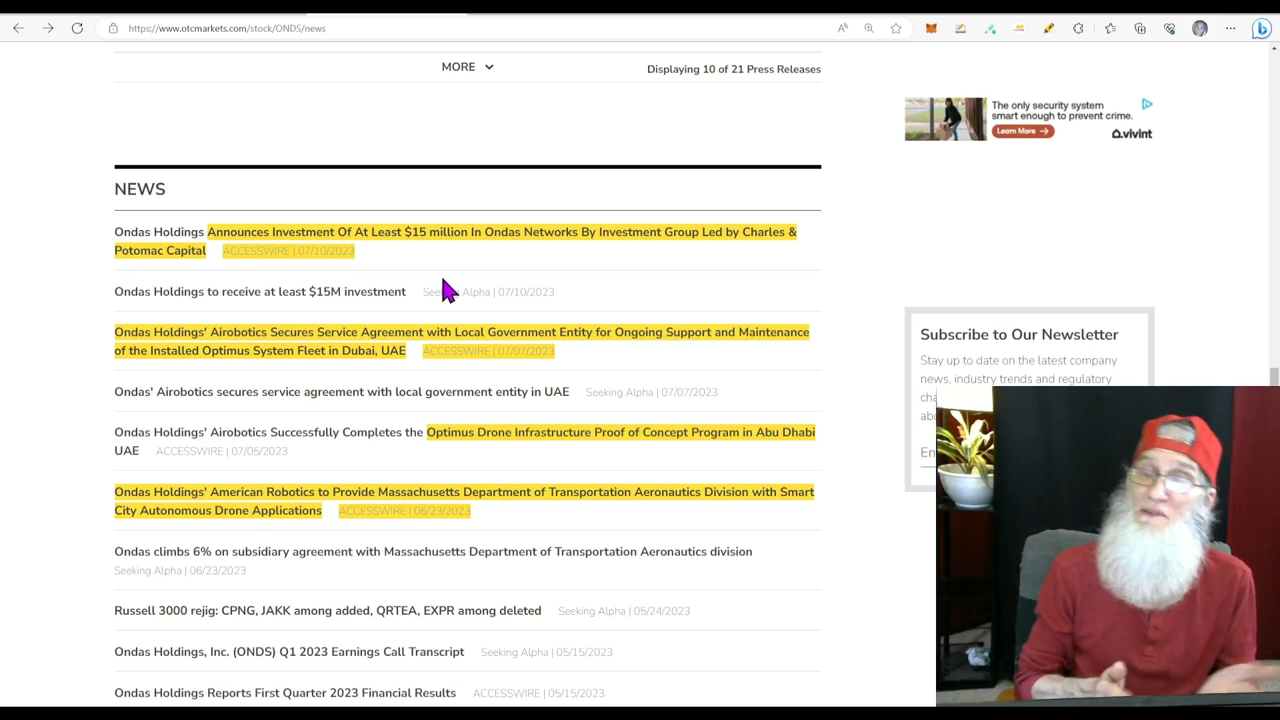 https://www.otcmarkets.com/stock/ONDS/news
MORE
Displaying 10 of 21 Press Releases
The only security system
smart enough to prevent crime.
Learn More →
vivint
NEWS
Ondas Holdings Announces Investment Of At Least $15 million In Ondas Networks By Investment Group Led by Charles &
Potomac Capital ACCESSWIRE | 07/10/2023
Ondas Holdings to receive at least $15M investment Alpha | 07/10/2023
Ondas Holdings' Airobotics Secures Service Agreement with Local Government Entity for Ongoing Support and Maintenance
of the Installed Optimus System Fleet in Dubai, UAE ACCESSWIRE | 07/07/2023
Ondas' Airobotics secures service agreement with local government entity in UAE Seeking Alpha | 07/07/2023
Ondas Holdings' Airobotics Successfully Completes the Optimus Drone Infrastructure Proof of Concept Program in Abu Dhabi
UAE ACCESSWIRE | 07/05/2023
Ondas Holdings' American Robotics to Provide Massachusetts Department of Transportation Aeronautics Division with Smart
City Autonomous Drone Applications ACCESSWIRE | 06/23/2023
Ondas climbs 6% on subsidiary agreement with Massachusetts Department of Transportation Aeronautics division
Seeking Alpha | 06/23/2023
Russell 3000 rejig: CPNG, JAKK among added, QRTEA, EXPR among deleted Seeking Alpha | 05/24/2023
Ondas Holdings, Inc. (ONDS) Q1 2023 Earnings Call Transcript Seeking Alpha | 05/15/2023
Ondas Holdings Reports First Quarter 2023 Financial Results ACCESSWIRE | 05/15/2023
Subscribe to Our Newsletter
Stay up to date on the latest company
news, industry trends and regulatory